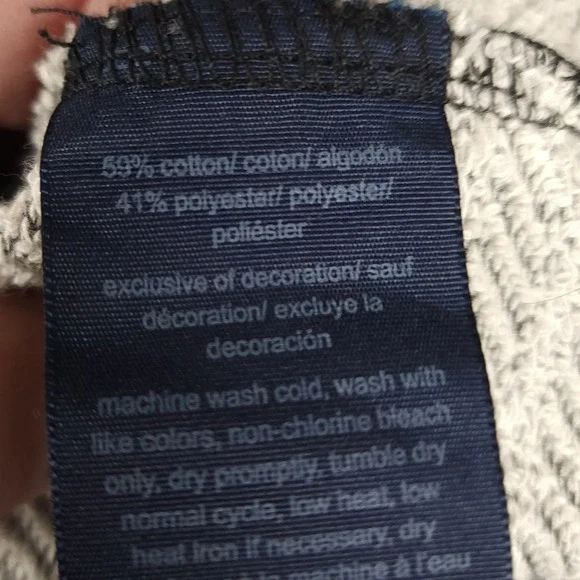 59% cotton/ coton/ algodón
41% polyester/ polyester/
poliéster
exclusive of decoration/ sauf
décoration/ excluye la
decoración
machine wash cold, wash with
like colors, non-chlorine bleach
only, dry promptly, tumble dry
normal cycle, low heat, low
heat iron if necessary, dry
machine à l'eau